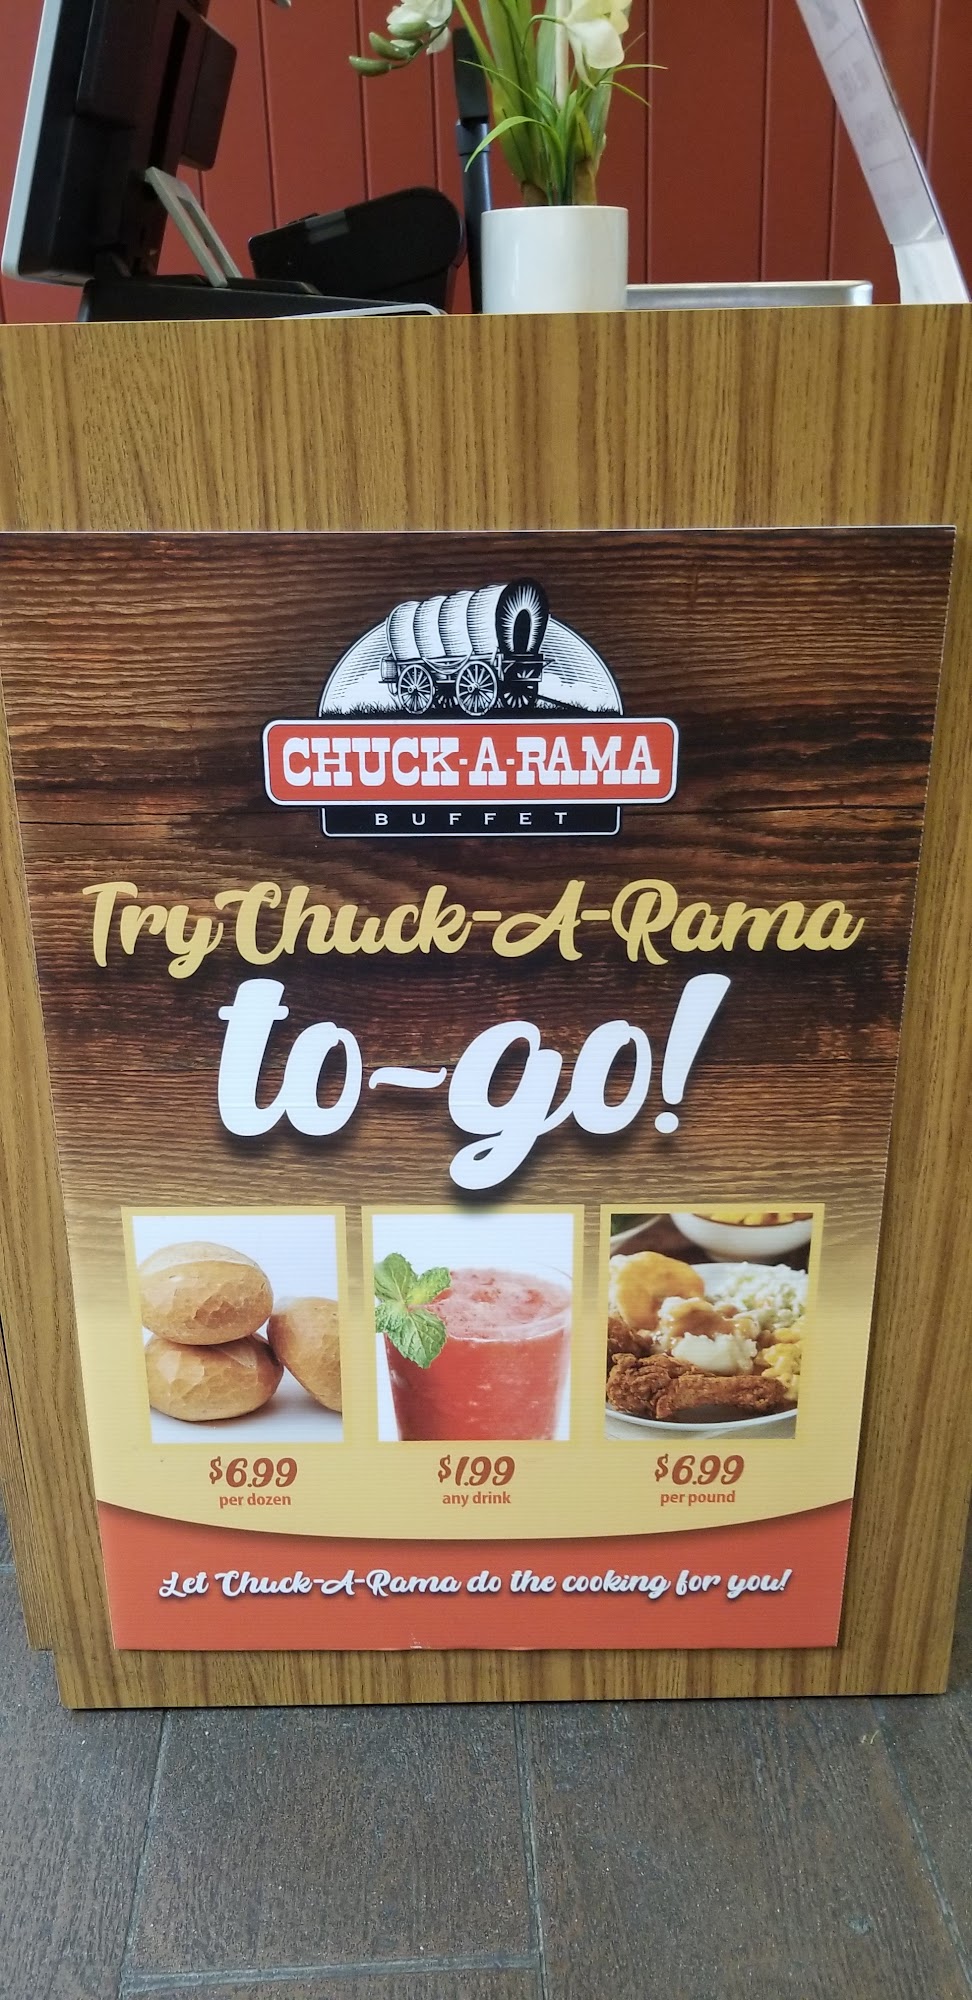 CHUCK-A-RAMA
BUFFET
Try Chuck-A-Rama
to-go!
$6.99
per dozen
$1.99
any drink
$6.99
per pound
Let Chuck-A-Rama do the cooking for you!